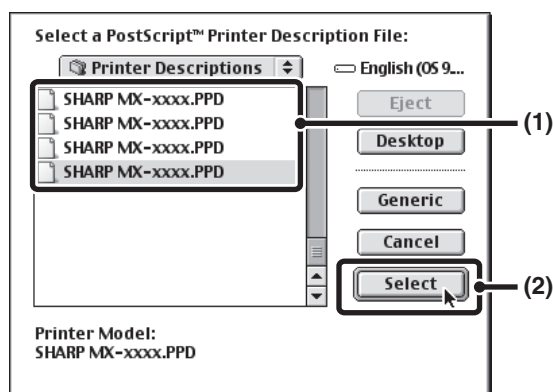 Select a PostScript™ Printer Description File:
Printer Descriptions
English (OS 9....
SHARP MX-xxxx.PPD
SHARP MX-xxxx.PPD
SHARP MX-xxxx.PPD
SHARP MX-xxxx.PPD
Eject
(1)
Desktop
Generic
Cancel
Select
(2)
Printer Model:
SHARP MX-xxxx.PPD